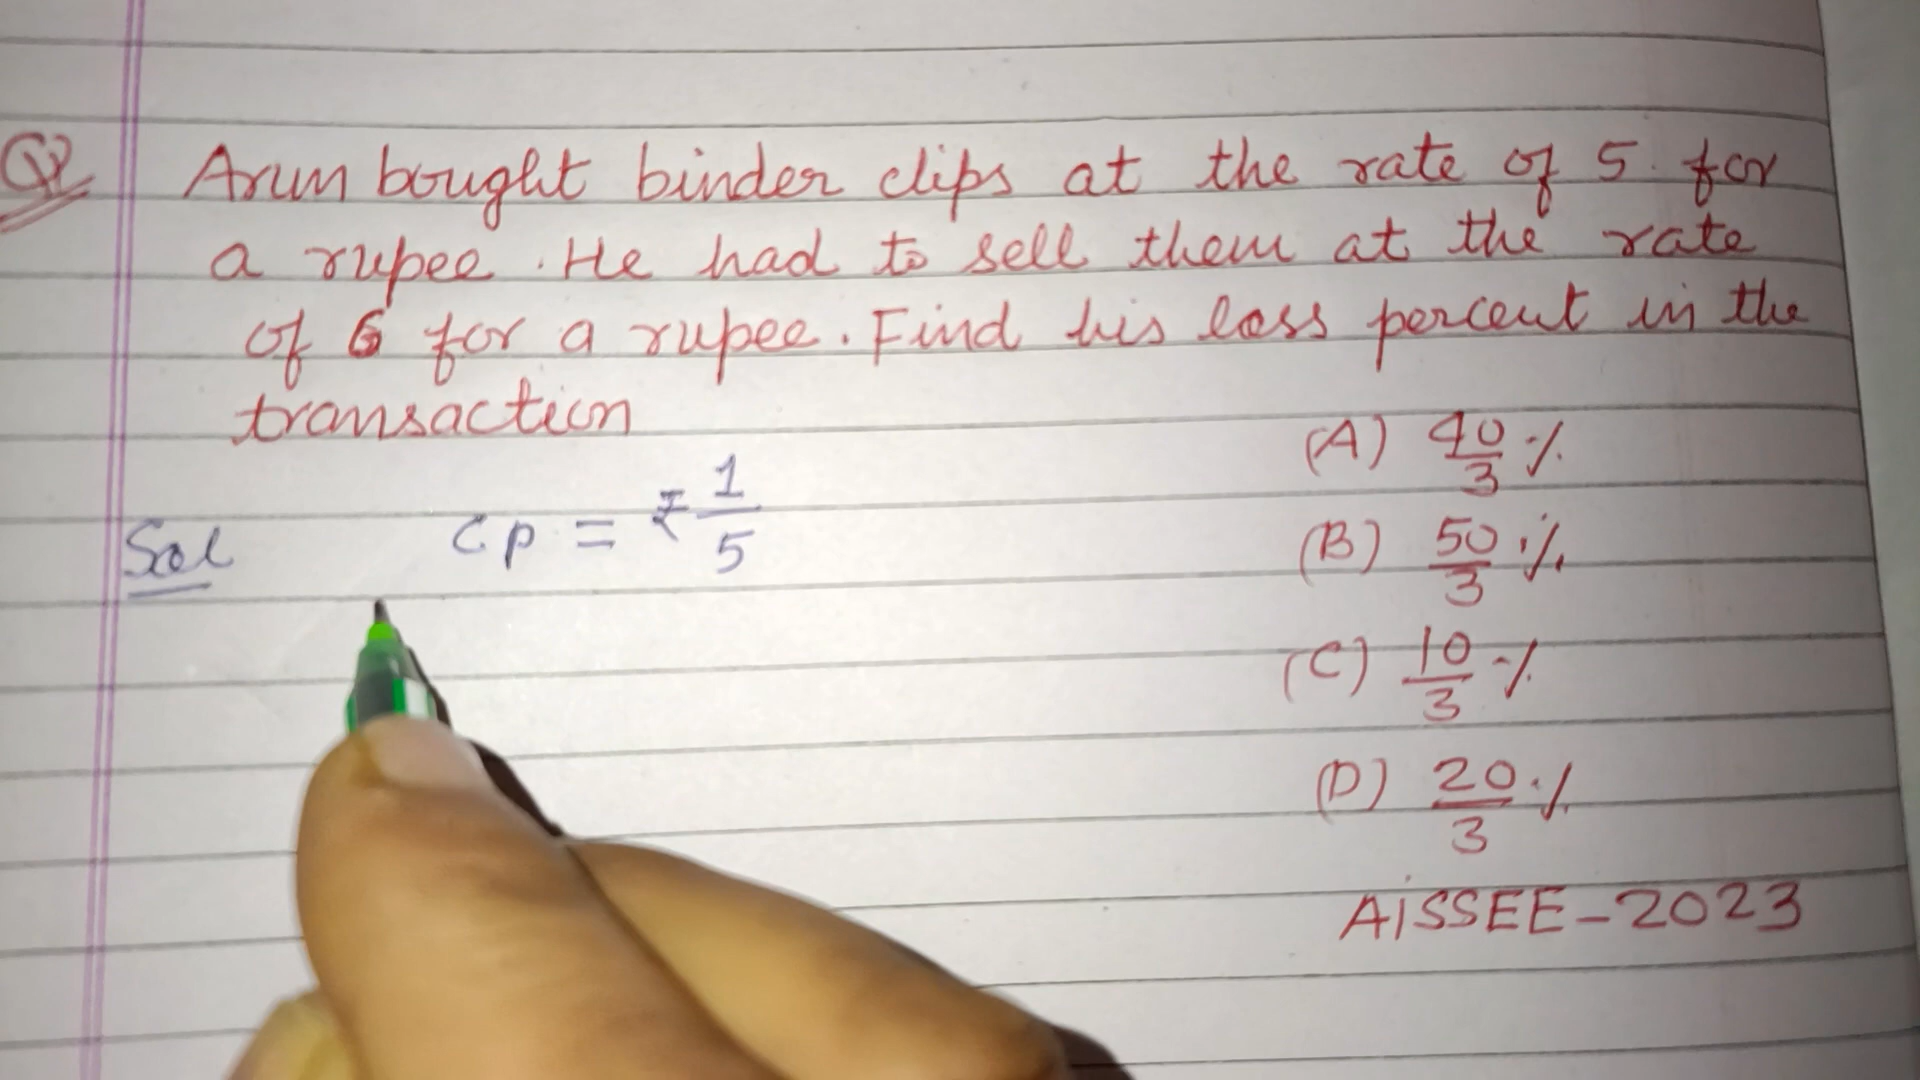 Q Arun bought binder clips at the rate of 5 for
a rupee. He had to sell them at the rate
of 6 for a rupee. Find his loss percent in the
transaction
(A) 40/3 %
Sol CP = ₹ 1/5
(B) 50/3 %
(C) 10/3 %
(D) 20/3 %
AISSEE-2023